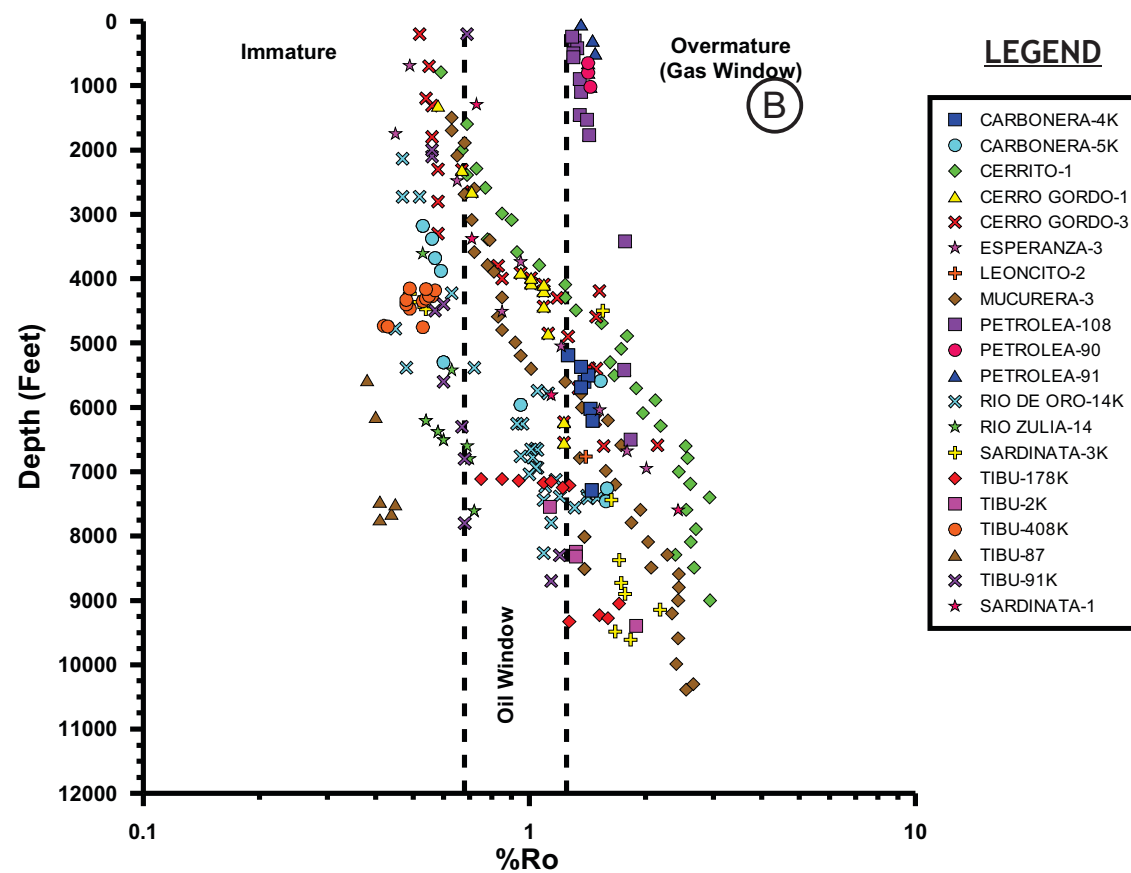 Immature
Overmature
(Gas Window)
B
Oil Window
Depth (Feet)
0
1000
2000
3000
4000
5000
6000
7000
8000
9000
10000
11000
12000
0.1
1
10
%Ro
LEGEND
CARBONERA-4K
CARBONERA-5K
CERRITO-1
CERRO GORDO-1
CERRO GORDO-3
ESPERANZA-3
LEONCITO-2
MUCURERA-3
PETROLEA-108
PETROLEA-90
PETROLEA-91
RIO DE ORO-14K
RIO ZULIA-14
SARDINATA-3K
TIBU-178K
TIBU-2K
TIBU-408K
TIBU-87
TIBU-91K
SARDINATA-1